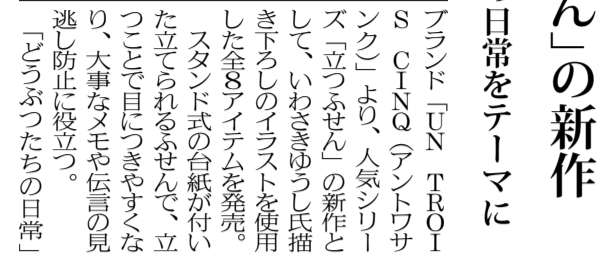 ん」の新作
日常をテーマに
ブランド「UN TROI
S CINQ（アントワサ
ンク）」より、人気シリー
ズ「立つふせん」の新作と
して、いわさきゆうし氏描
き下ろしのイラストを使用
した全8アイテムを発売。
スタンド式の台紙が付い
た立てられるふせんで、立
つことで目につきやすくな
り、大事なメモや伝言の見
逃し防止に役立つ。
「どうぶつたちの日常」